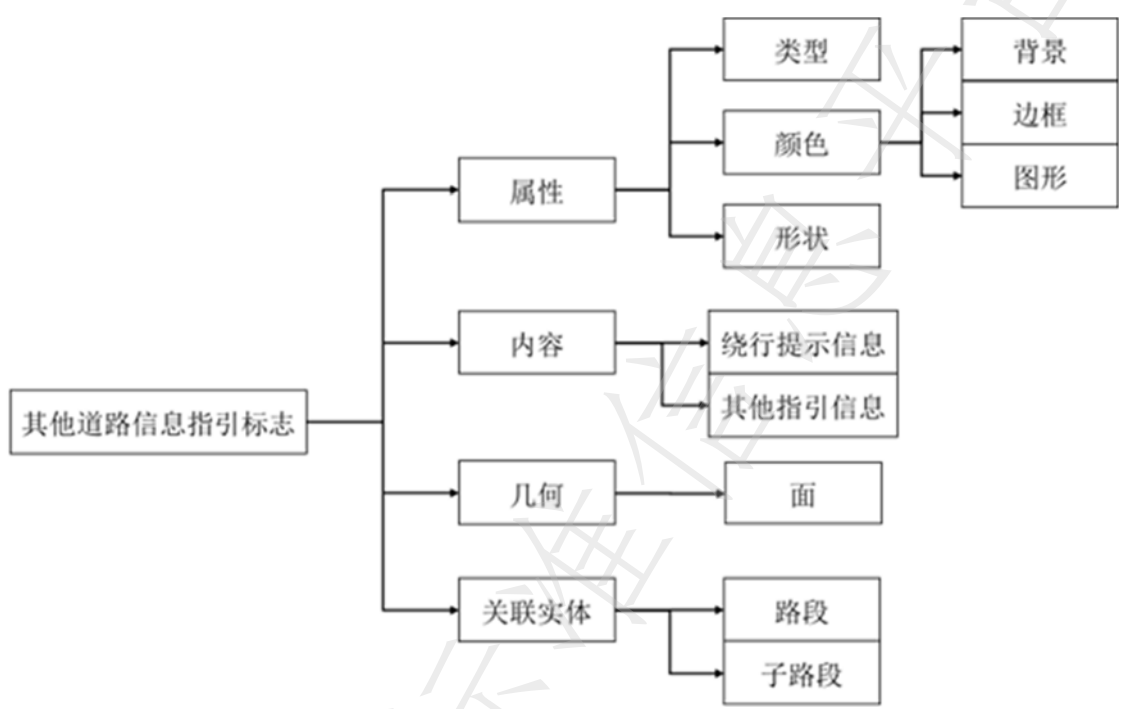 其他道路信息指引标志
属性
类型
颜色
背景
边框
图形
形状
内容
绕行提示信息
其他指引信息
几何
面
关联实体
路段
子路段